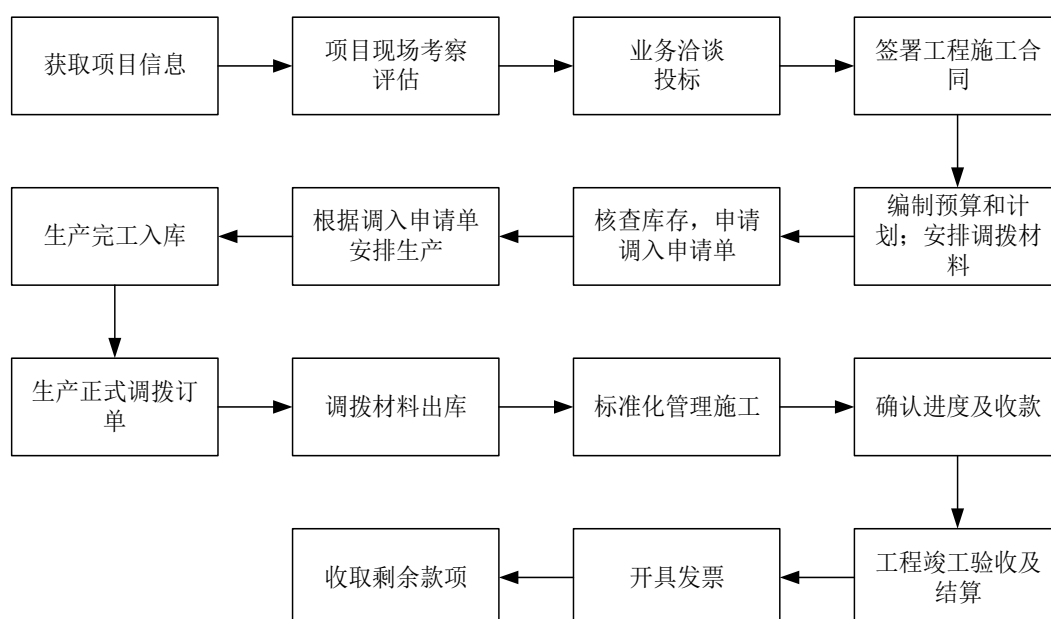 获取项目信息
项目现场考察
评估
业务洽谈
投标
签署工程施工合
同
编制预算和计
划；安排调拨材
料
核查库存，申请
调入申请单
根据调入申请单
安排生产
生产完工入库
生产正式调拨订
单
调拨材料出库
标准化管理施工
确认进度及收款
工程竣工验收及
结算
开具发票
收取剩余款项